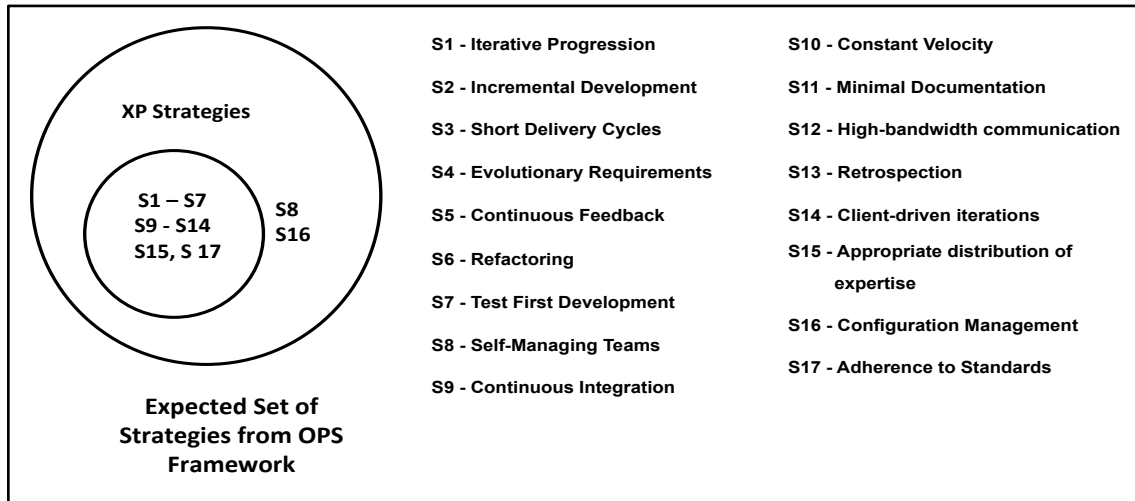 XP Strategies
S1 – S7
S9 - S14
S15, S 17
S8
S16
Expected Set of
Strategies from OPS
Framework
S1 - Iterative Progression
S2 - Incremental Development
S3 - Short Delivery Cycles
S4 - Evolutionary Requirements
S5 - Continuous Feedback
S6 - Refactoring
S7 - Test First Development
S8 - Self-Managing Teams
S9 - Continuous Integration
S10 - Constant Velocity
S11 - Minimal Documentation
S12 - High-bandwidth communication
S13 - Retrospection
S14 - Client-driven iterations
S15 - Appropriate distribution of
expertise
S16 - Configuration Management
S17 - Adherence to Standards